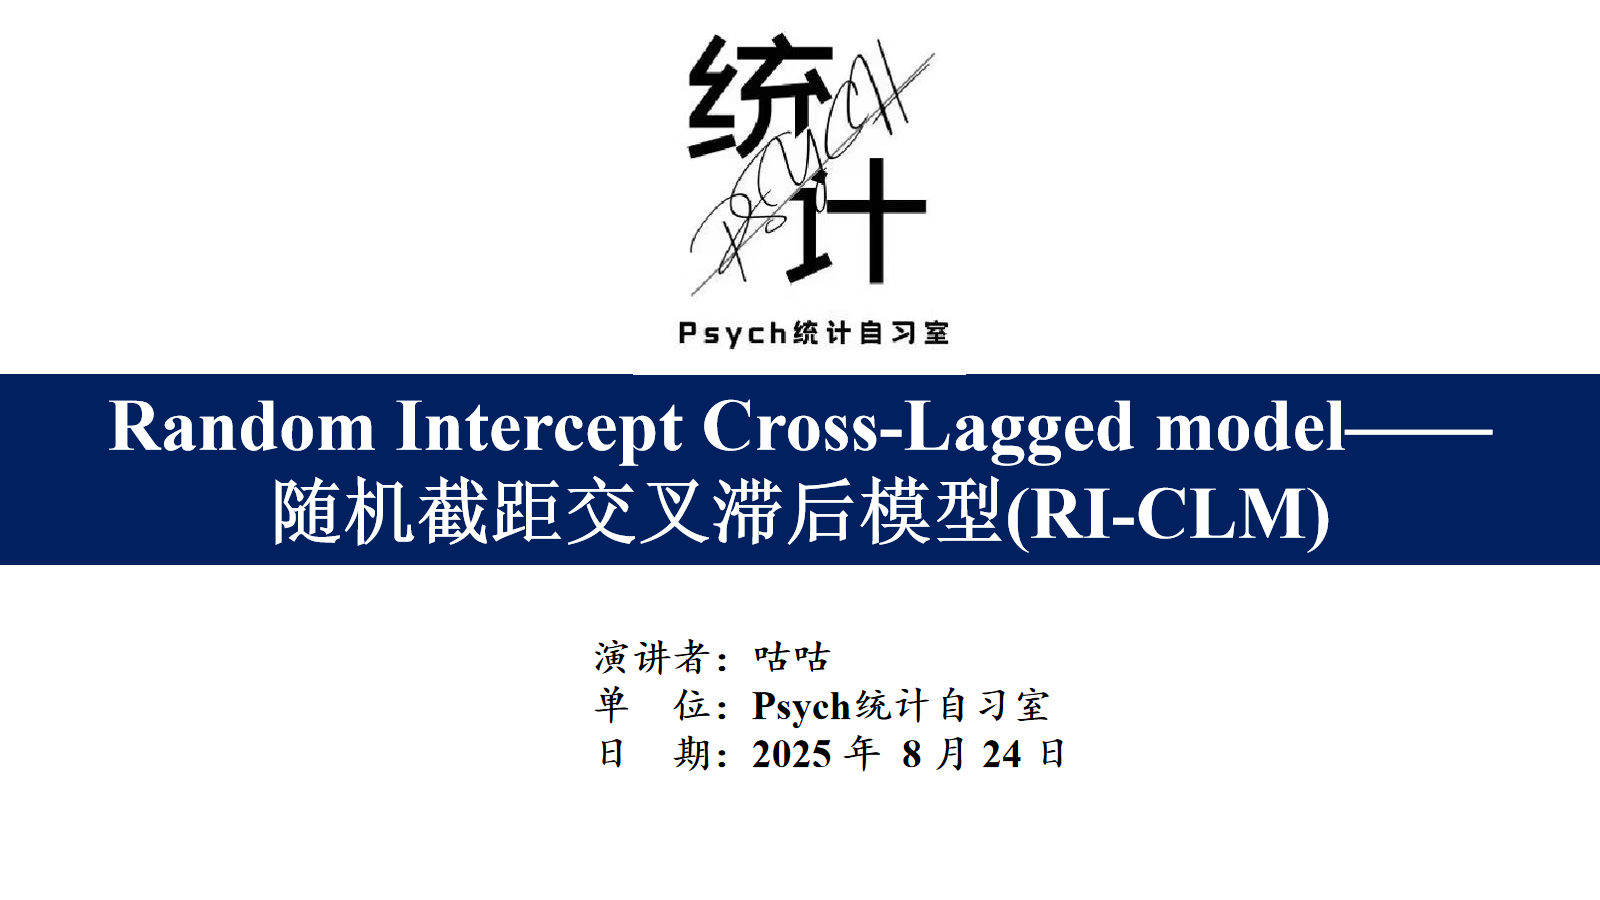 统
PSYCH
计
Psych统计自习室
Random Intercept Cross-Lagged model——
随机截距交叉滞后模型(RI-CLM)
演讲者：咕咕
单　位：Psych统计自习室
日　期：2025 年 8 月 24 日